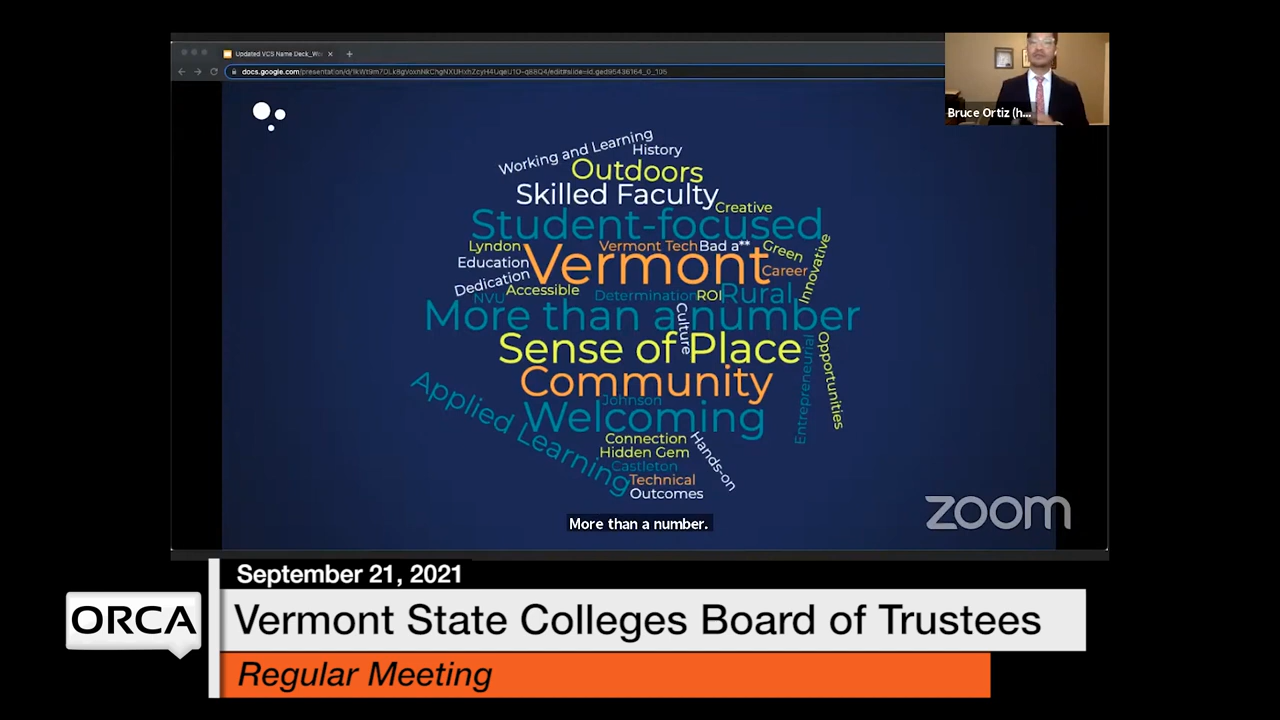 Updated VCS Name Deck_Wo
docs.google.com
Bruce Ortiz (h...
Working and Learning
History
Outdoors
Skilled Faculty
Creative
Student-focused
Lyndon
Vermont Tech
Bad a**
Green
Innovative
Education
Vermont
Career
Dedication
NVU
Accessible
Determination
ROI
Rural
More than a number
Culture
Sense of Place
Community
Entrepreneurial
Opportunities
Applied Learning
Johnson
Welcoming
Connection
Hands-on
Hidden Gem
Castleton
Technical
Outcomes
zoom
More than a number.
September 21, 2021
ORCA
Vermont State Colleges Board of Trustees
Regular Meeting